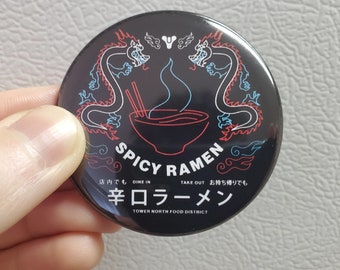 SPICY RAMEN
店内でも DINE IN TAKE OUT お持ち帰りでも
辛口ラーメン
TOWER NORTH FOOD DISTRICT